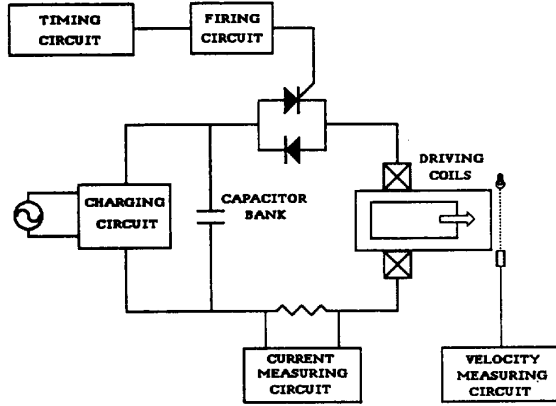 TIMING
CIRCUIT
FIRING
CIRCUIT
DRIVING
COILS
CHARGING
CIRCUIT
CAPACITOR
BANK
CURRENT
MEASURING
CIRCUIT
VELOCITY
MEASURING
CIRCUIT